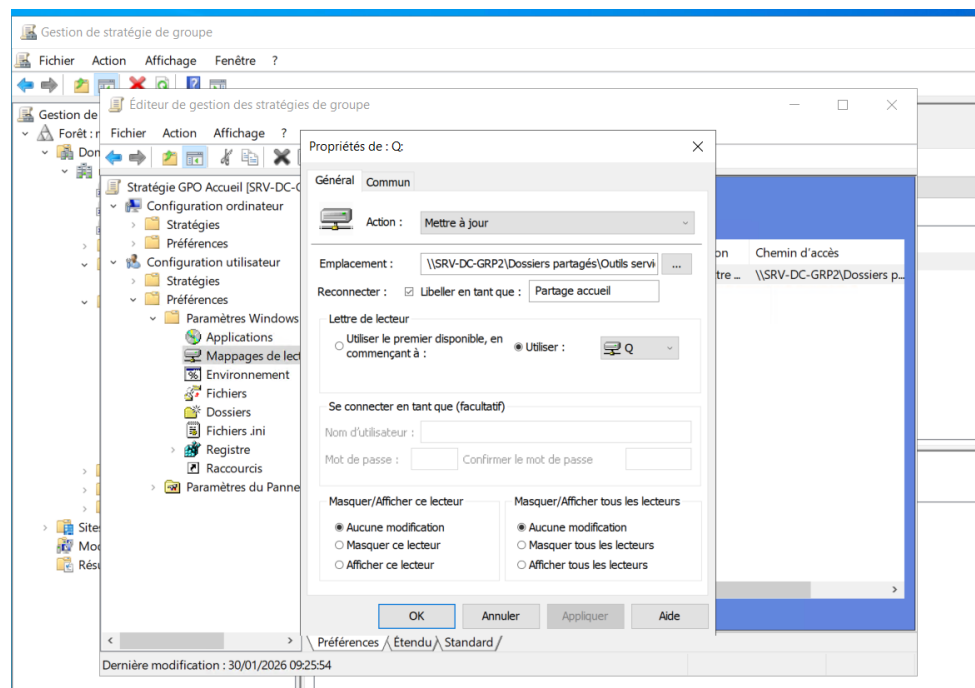 Gestion de stratégie de groupe
Fichier Action Affichage Fenêtre ?
Gestion de
Forêt :
Sites
Éditeur de gestion des stratégies de groupe
Fichier Action Affichage ?
Stratégie GPO Accueil [SRV-DC-
Configuration ordinateur
Stratégies
Préférences
Configuration utilisateur
Stratégies
Préférences
Paramètres Windows
Applications
Mappages de
Environnement
Fichiers
Dossiers
Fichiers .ini
Registre
Raccourcis
Paramètres du
Préférences Étendu Standard
Dernière modification : 30/01/2026 09:25:54
Chemin d'accès
\\SRV-DC-GRP2\Dossiers p...
Propriétés de : Q:
Général Commun
Action : Mettre à jour
Emplacement : \\SRV-DC-GRP2\Dossiers partagés\Outils servi ...
Reconnecter : Libeller en tant que : Partage accueil
Lettre de lecteur
Utiliser le premier disponible, en
commençant à :
Utiliser : Q
Se connecter en tant que (facultatif)
Nom d'utilisateur :
Mot de passe : Confirmer le mot de passe
Masquer/Afficher ce lecteur
Aucune modification
Masquer ce lecteur
Afficher ce lecteur
Masquer/Afficher tous les lecteurs
Aucune modification
Masquer tous les lecteurs
Afficher tous les lecteurs
OK Annuler Appliquer Aide